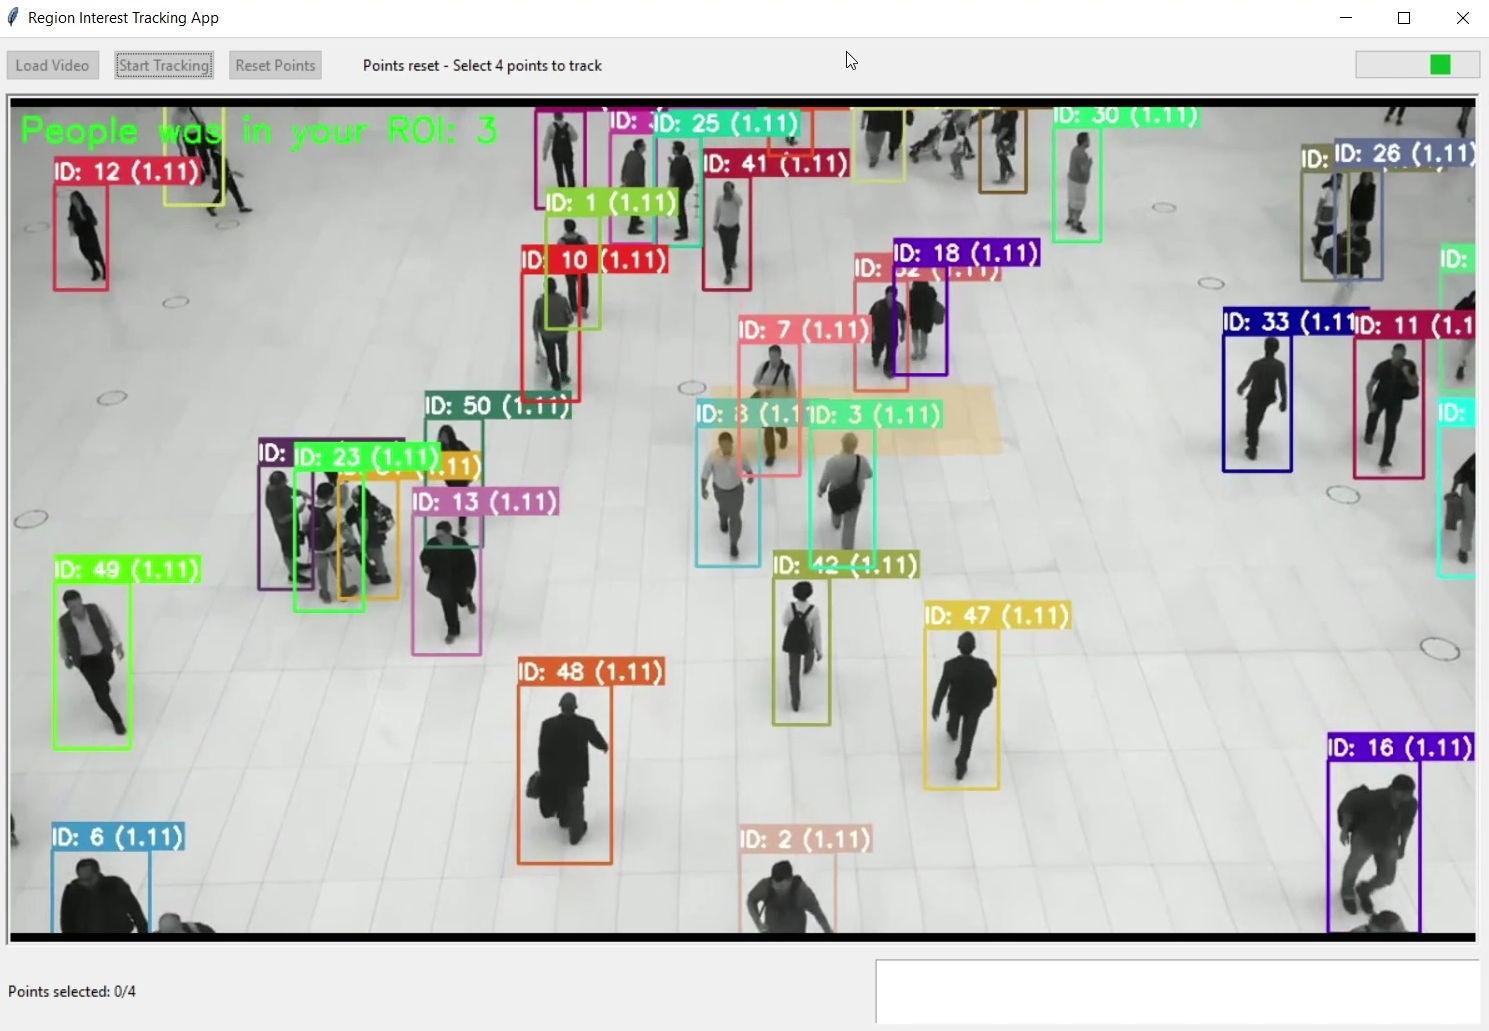 Region Interest Tracking App
Load Video
Start Tracking
Reset Points
Points reset - Select 4 points to track
People was in your ROI: 3
ID: 25 (1.11)
ID: 30 (1.11)
ID: 12 (1.11)
ID: 41 (1.11)
ID:
ID: 26 (1.11)
ID: 1 (1.11)
ID: 10 (1.11)
ID: 18 (1.11)
ID:
ID: 7 (1.11)
ID: 33 (1.11
ID: 11 (1.1
ID: 50 (1.11)
ID: 8 (1.1
ID: 3 (1.11)
ID:
ID:
ID: 23 (1.11)
ID: 13 (1.11)
ID: 49 (1.11)
ID: 42 (1.11)
ID: 47 (1.11)
ID: 48 (1.11)
ID: 16 (1.11)
ID: 6 (1.11)
ID: 2 (1.11)
Points selected: 0/4